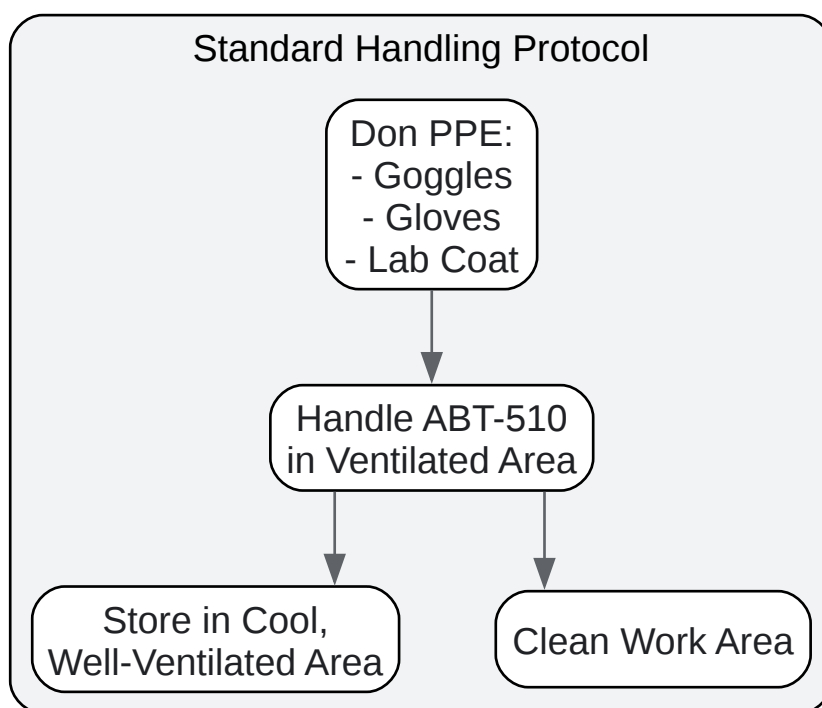 Standard Handling Protocol
Don PPE:
- Goggles
- Gloves
- Lab Coat
Handle ABT-510
in Ventilated Area
Store in Cool,
Well-Ventilated Area
Clean Work Area